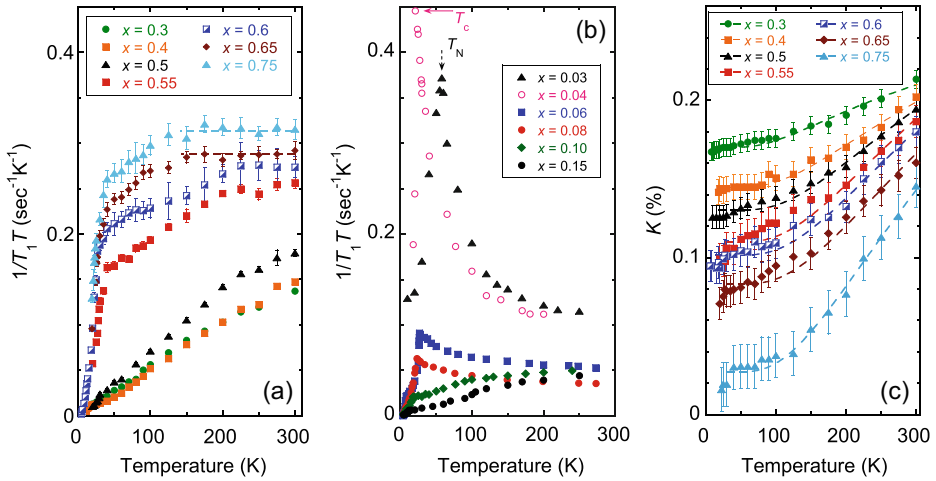 0.4
0.2
0
1/T₁T (sec⁻¹K⁻¹)
x = 0.3
x = 0.4
x = 0.5
x = 0.55
x = 0.6
x = 0.65
x = 0.75
(a)
0 100 200 300
Temperature (K)
0.4
0.2
0
1/T₁T (sec⁻¹K⁻¹)
(b)
T_c
T_N
x = 0.03
x = 0.04
x = 0.06
x = 0.08
x = 0.10
x = 0.15
0 100 200 300
Temperature (K)
0.2
0.1
0
K (%)
x = 0.3
x = 0.4
x = 0.5
x = 0.55
x = 0.6
x = 0.65
x = 0.75
(c)
0 100 200 300
Temperature (K)